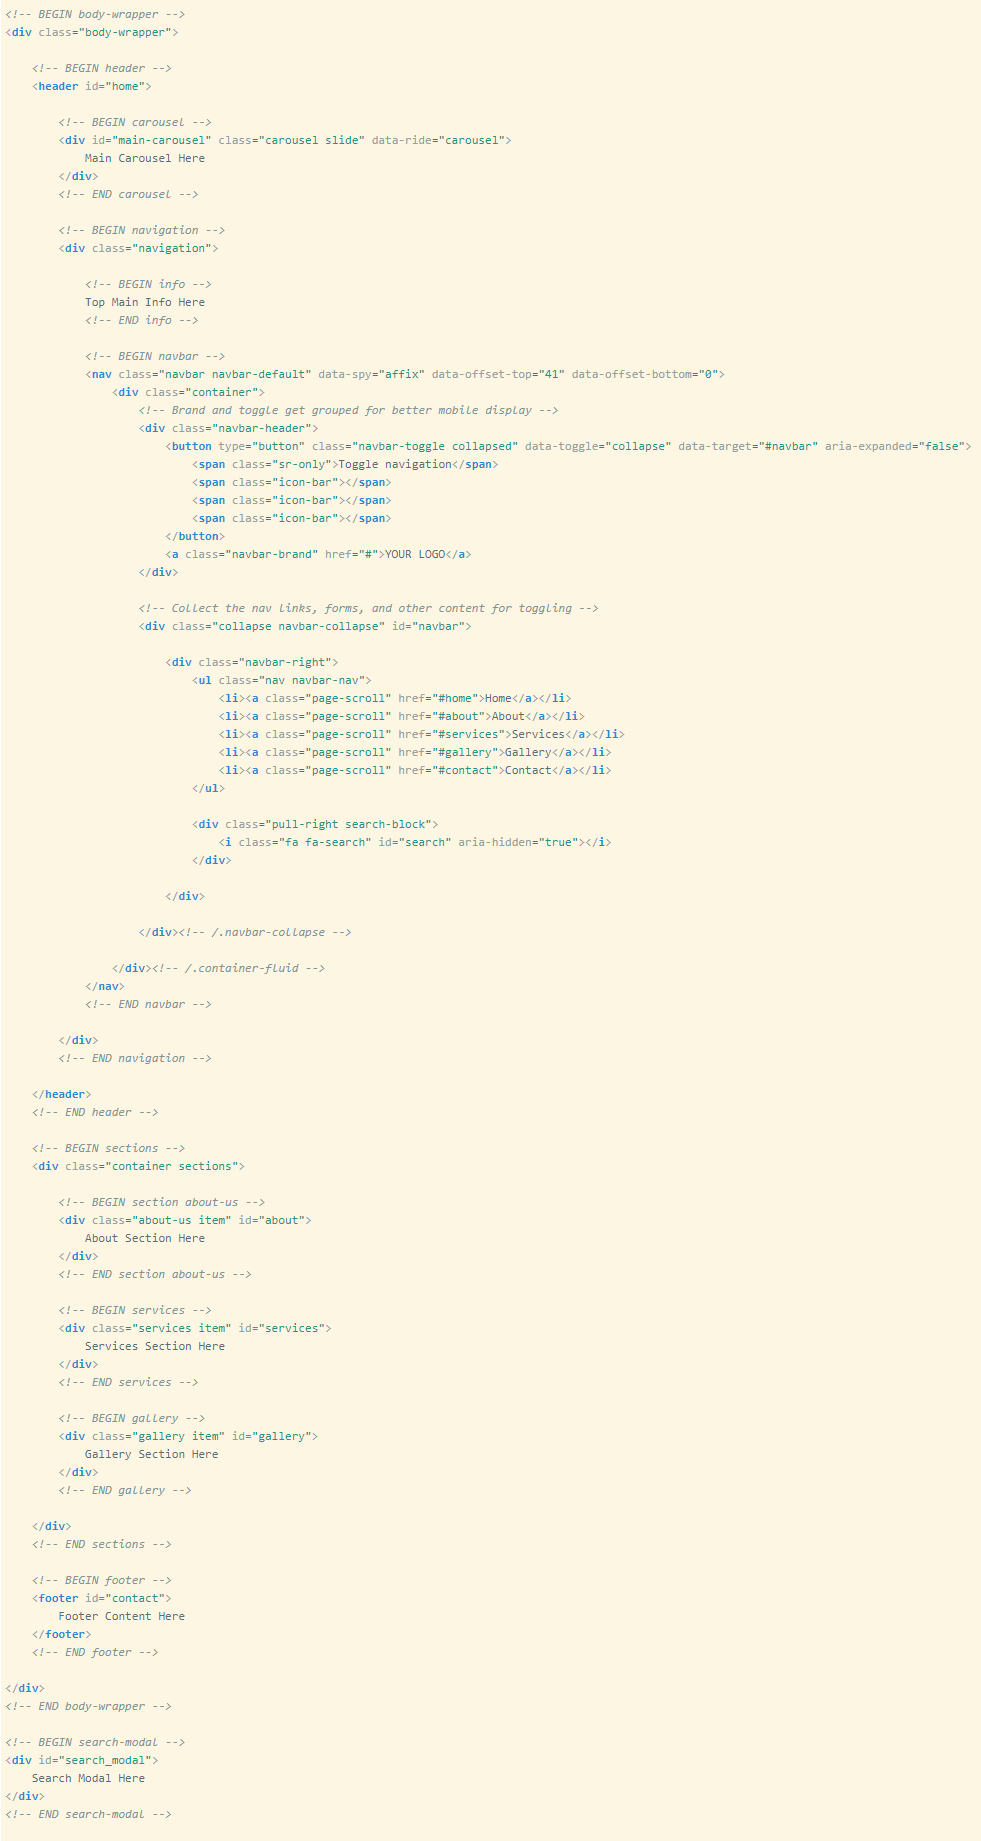 <!-- BEGIN body-wrapper -->
<div class="body-wrapper">
<!-- BEGIN header -->
<header id="home">
<!-- BEGIN carousel -->
<div id="main-carousel" class="carousel slide" data-ride="carousel">
Main Carousel Here
</div>
<!-- END carousel -->
<!-- BEGIN navigation -->
<div class="navigation">
<!-- BEGIN info -->
Top Main Info Here
<!-- END info -->
<!-- BEGIN navbar -->
<nav class="navbar navbar-default" data-spy="affix" data-offset-top="41" data-offset-bottom="0">
<div class="container">
<!-- Brand and toggle get grouped for better mobile display -->
<div class="navbar-header">
<button type="button" class="navbar-toggle collapsed" data-toggle="collapse" data-target="#navbar" aria-expanded="false">
<span class="sr-only">Toggle navigation</span>
<span class="icon-bar"></span>
<span class="icon-bar"></span>
<span class="icon-bar"></span>
</button>
<a class="navbar-brand" href="#">YOUR LOGO</a>
</div>
<!-- Collect the nav links, forms, and other content for toggling -->
<div class="collapse navbar-collapse" id="navbar">
<div class="navbar-right">
<ul class="nav navbar-nav">
<li><a class="page-scroll" href="#home">Home</a></li>
<li><a class="page-scroll" href="#about">About</a></li>
<li><a class="page-scroll" href="#services">Services</a></li>
<li><a class="page-scroll" href="#gallery">Gallery</a></li>
<li><a class="page-scroll" href="#contact">Contact</a></li>
</ul>
<div class="pull-right search-block">
<i class="fa fa-search" id="search" aria-hidden="true"></i>
</div>
</div>
</div><!-- /.navbar-collapse -->
</div><!-- /.container-fluid -->
</nav>
<!-- END navbar -->
</div>
<!-- END navigation -->
</header>
<!-- END header -->
<!-- BEGIN sections -->
<div class="container sections">
<!-- BEGIN section about-us -->
<div class="about-us item" id="about">
About Section Here
</div>
<!-- END section about-us -->
<!-- BEGIN services -->
<div class="services item" id="services">
Services Section Here
</div>
<!-- END services -->
<!-- BEGIN gallery -->
<div class="gallery item" id="gallery">
Gallery Section Here
</div>
<!-- END gallery -->
</div>
<!-- END sections -->
<!-- BEGIN footer -->
<footer id="contact">
Footer Content Here
</footer>
<!-- END footer -->
</div>
<!-- END body-wrapper -->
<!-- BEGIN search-modal -->
<div id="search_modal">
Search Modal Here
</div>
<!-- END search-modal -->